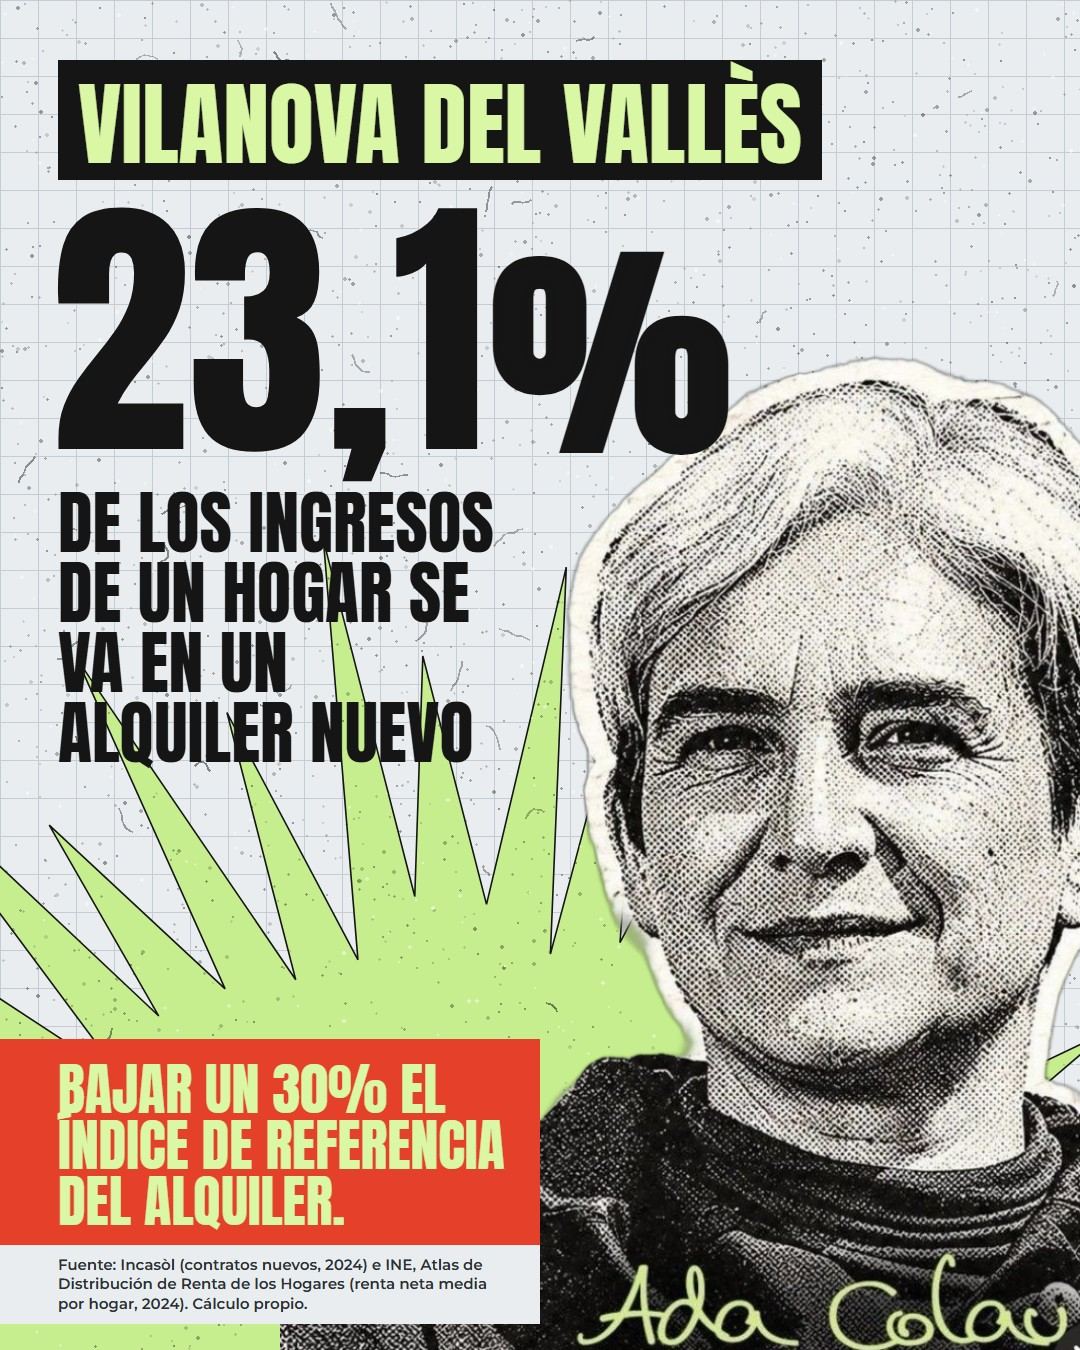 VILANOVA DEL VALLÈS
23,1%
DE LOS INGRESOS
DE UN HOGAR SE
VA EN UN
ALQUILER NUEVO
BAJAR UN 30% EL
ÍNDICE DE REFERENCIA
DEL ALQUILER.
Fuente: Incasòl (contratos nuevos, 2024) e INE, Atlas de
Distribución de Renta de los Hogares (renta neta media
por hogar, 2024). Cálculo propio.
Ada Colau